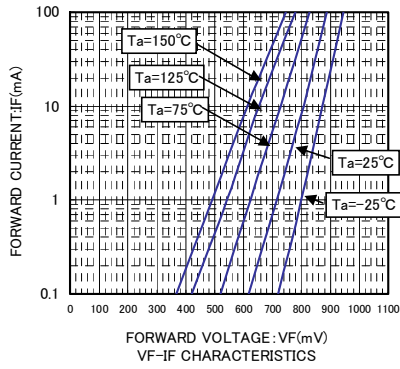 100
10
1
0.1
FORWARD CURRENT:IF(mA)
Ta=150℃
Ta=125℃
Ta=75℃
Ta=25℃
Ta=-25℃
0 100 200 300 400 500 600 700 800 900 1000 1100
FORWARD VOLTAGE:VF(mV)
VF-IF CHARACTERISTICS